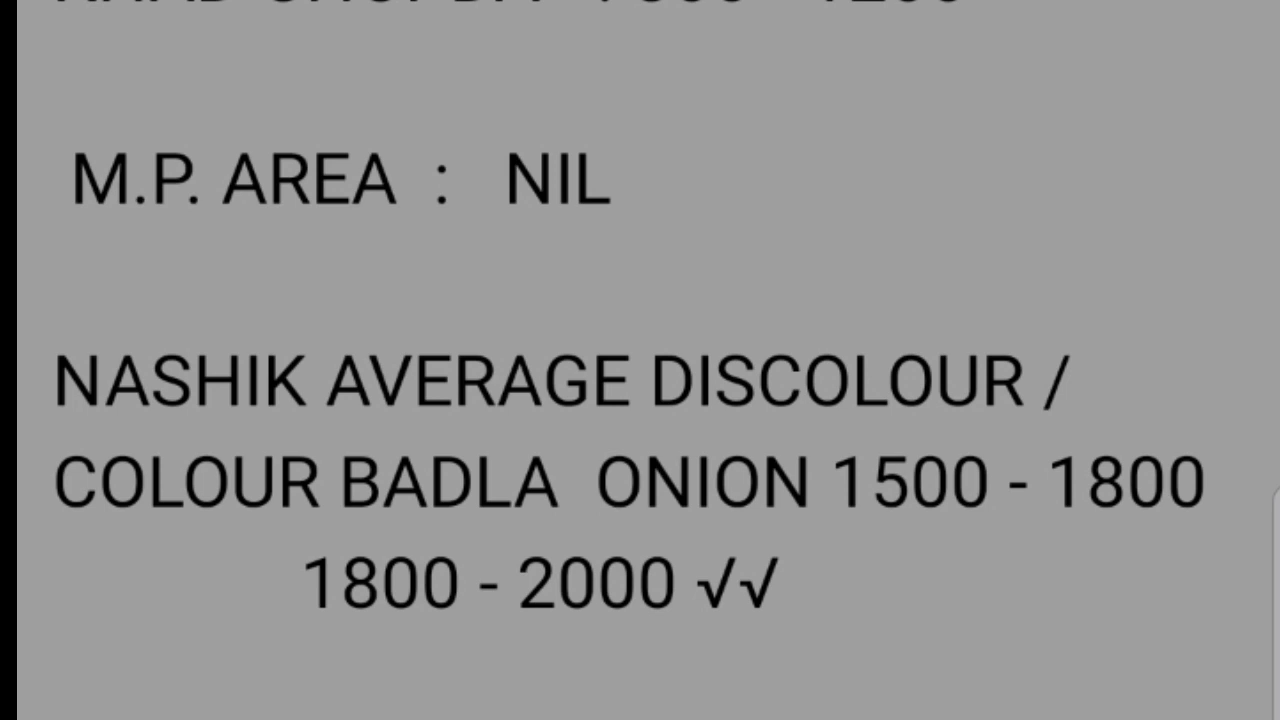 M.P. AREA : NIL
NASHIK AVERAGE DISCOLOUR /
COLOUR BADLA ONION 1500 - 1800
1800 - 2000 √√